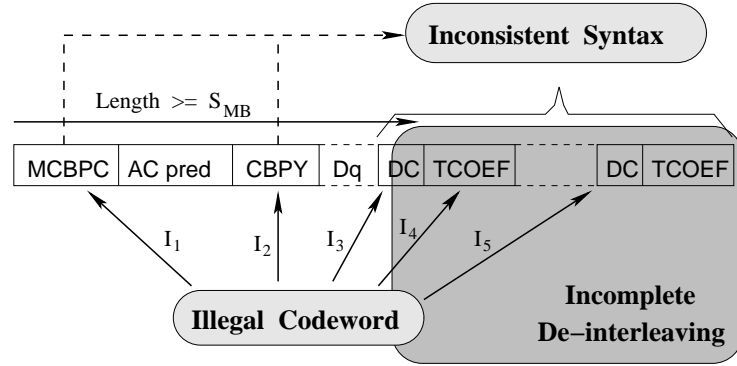 Inconsistent Syntax
Length >= S_MB
MCBPC AC pred CBPY Dq DC TCOEF DC TCOEF
I_1 I_2 I_3 I_4 I_5
Illegal Codeword
Incomplete
De-interleaving